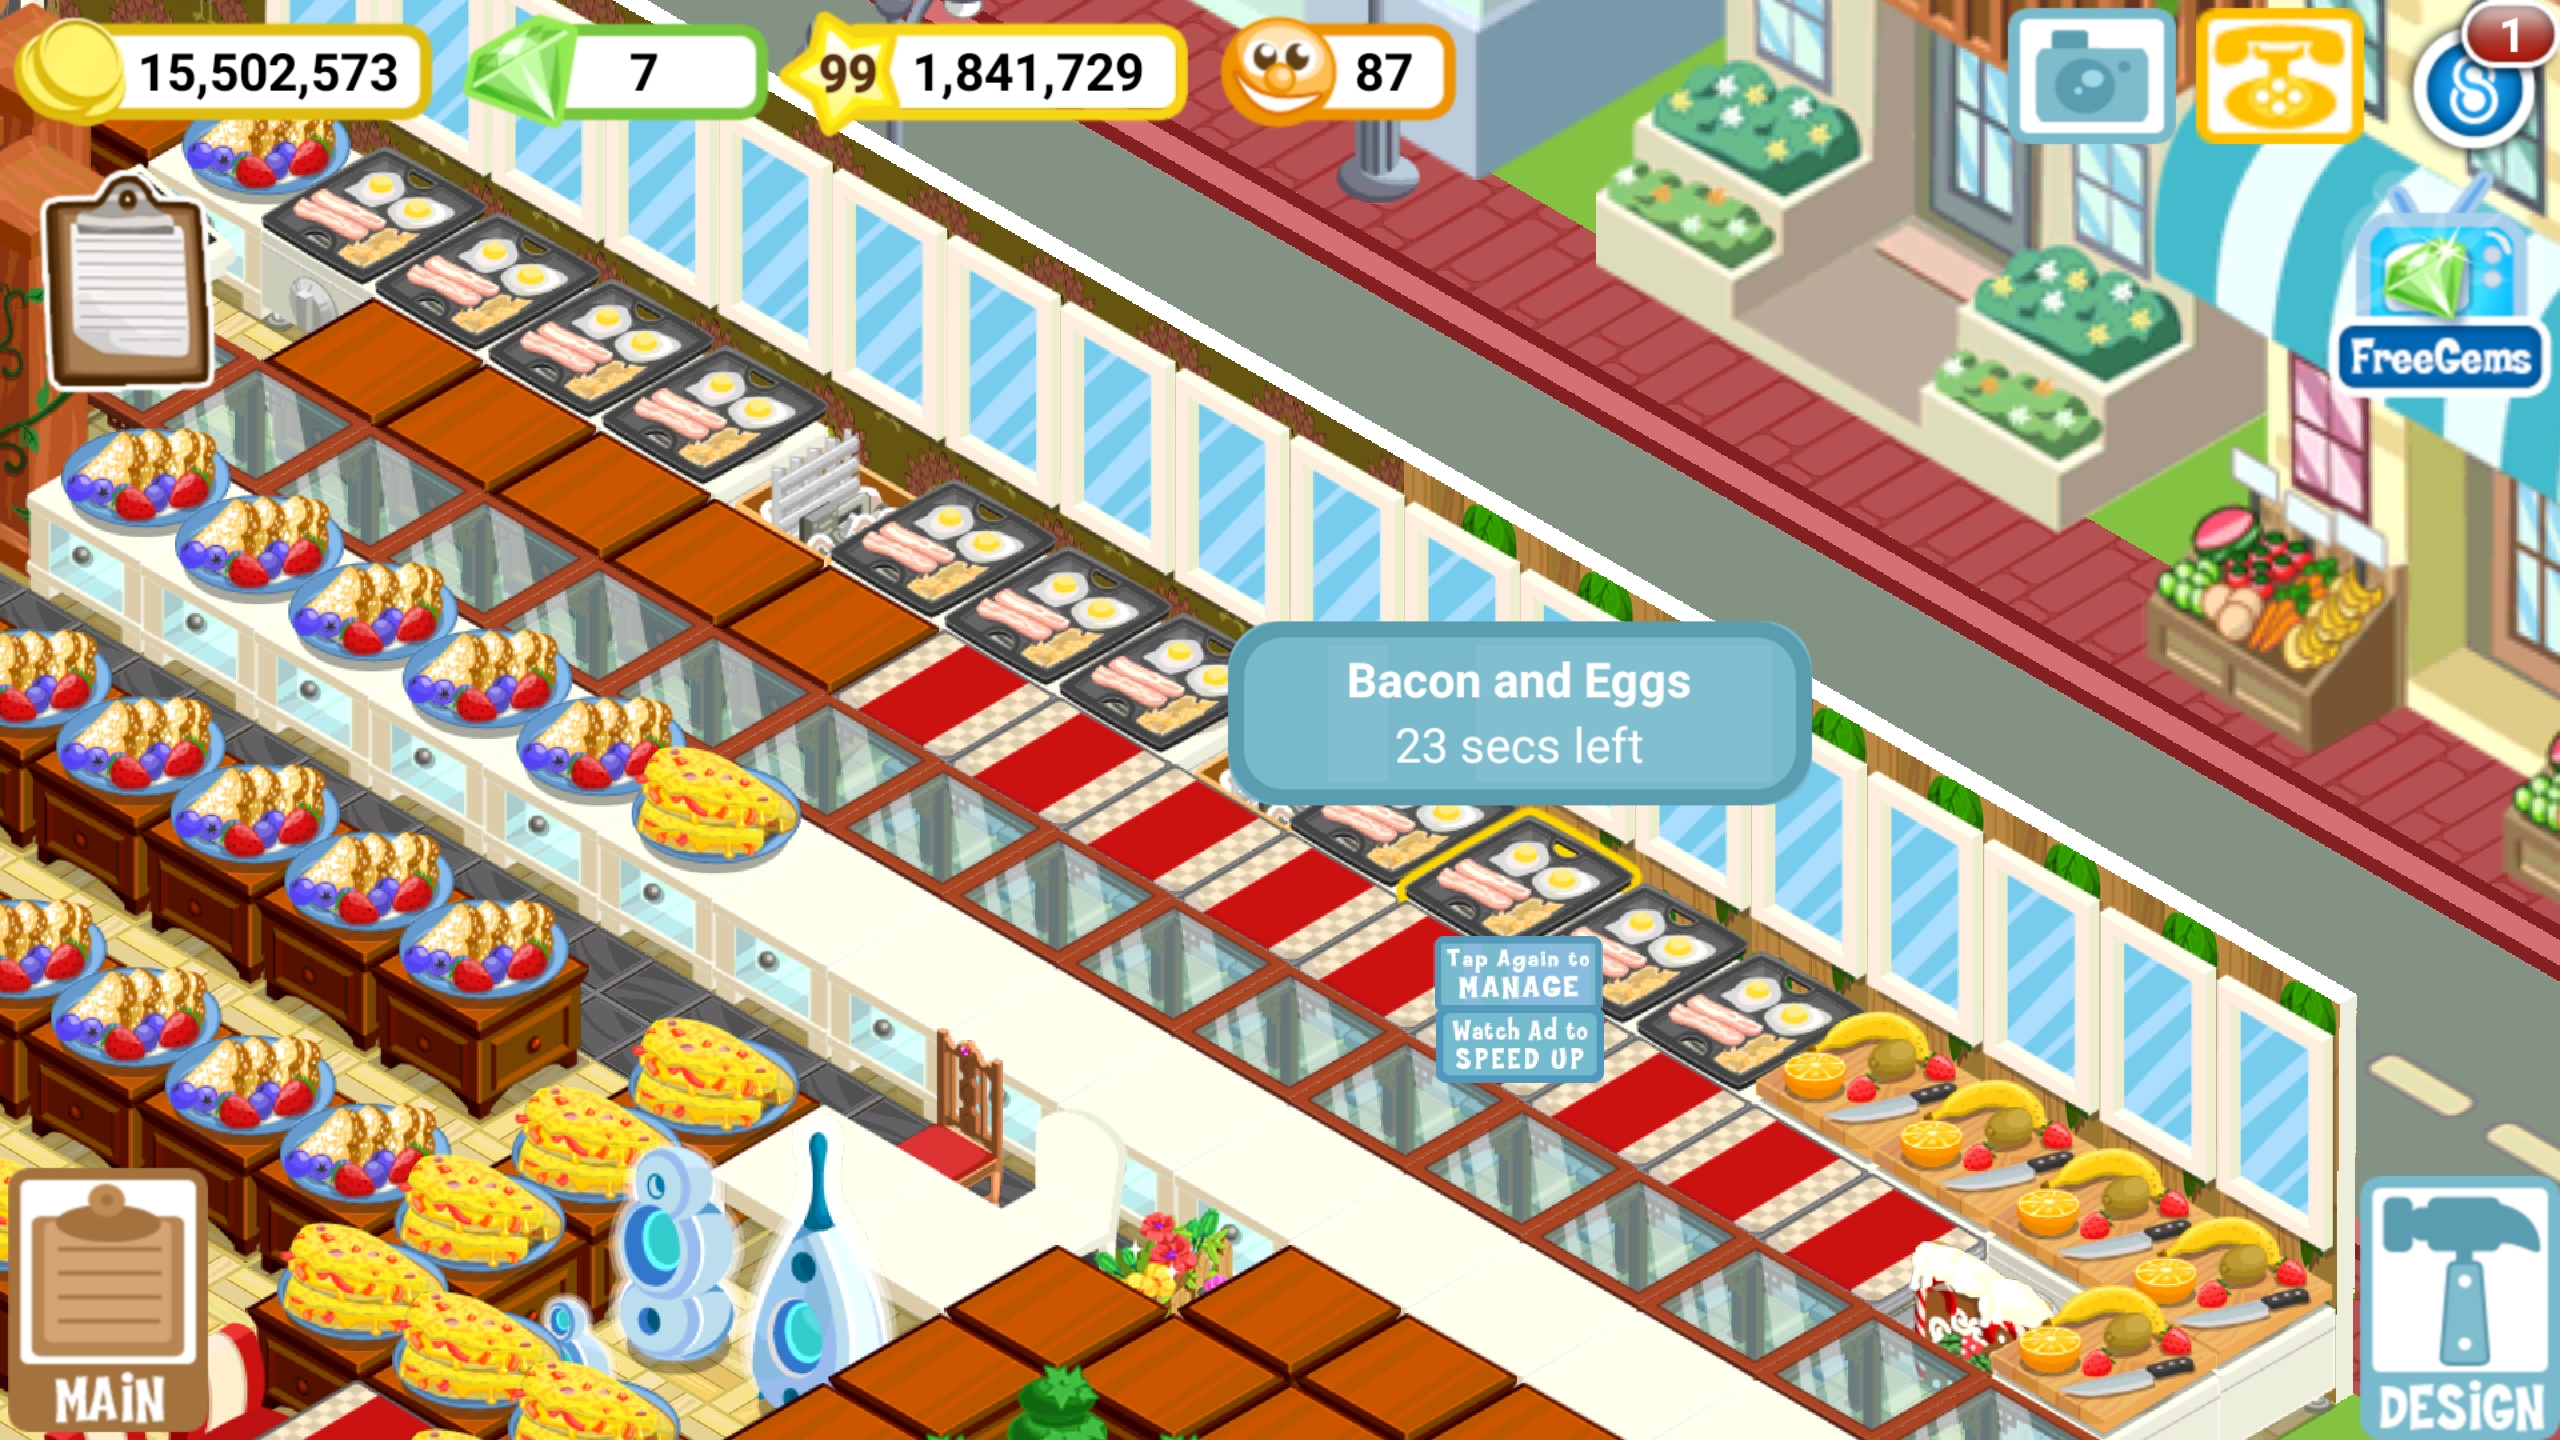 15,502,573
7
99
1,841,729
87
1
FreeGems
Bacon and Eggs
23 secs left
Tap Again to
MANAGE
Watch Ad to
SPEED UP
MAIN
DESIGN